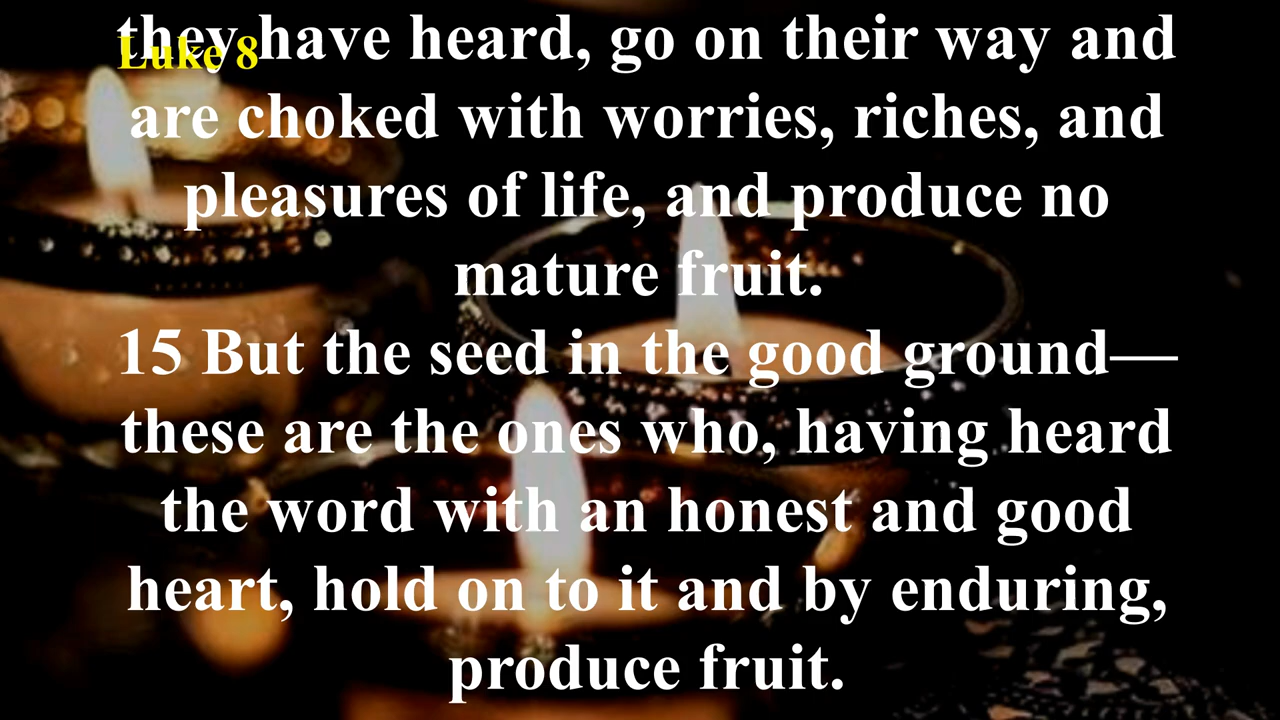 they have heard, go on their way and
Luke 8
are choked with worries, riches, and
pleasures of life, and produce no
mature fruit.
15 But the seed in the good ground—
these are the ones who, having heard
the word with an honest and good
heart, hold on to it and by enduring,
produce fruit.